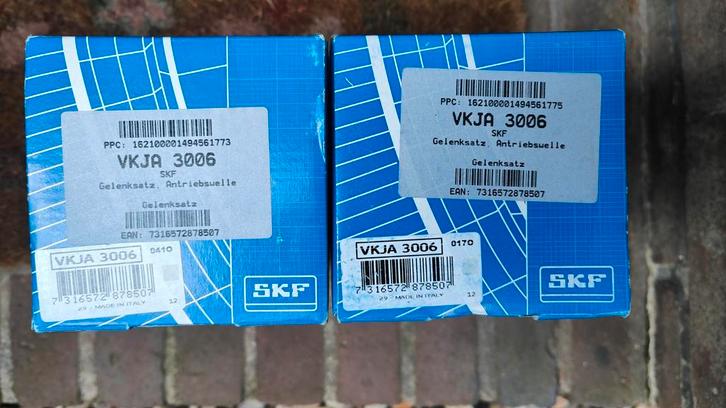 PPC: 162100001494561773
VKJA 3006
SKF
Gelenksatz, Antriebswelle
Gelenksatz
EAN: 7316572878507
VKJA 3006
0410
7 316572 878507
29 - MADE IN ITALY
12
SKF
PPC: 162100001494561775
VKJA 3006
SKF
Gelenksatz, Antriebswelle
Gelenksatz
EAN: 7316572878507
VKJA 3006
0170
7 316572 878507
29 - MADE IN ITALY
12
SKF